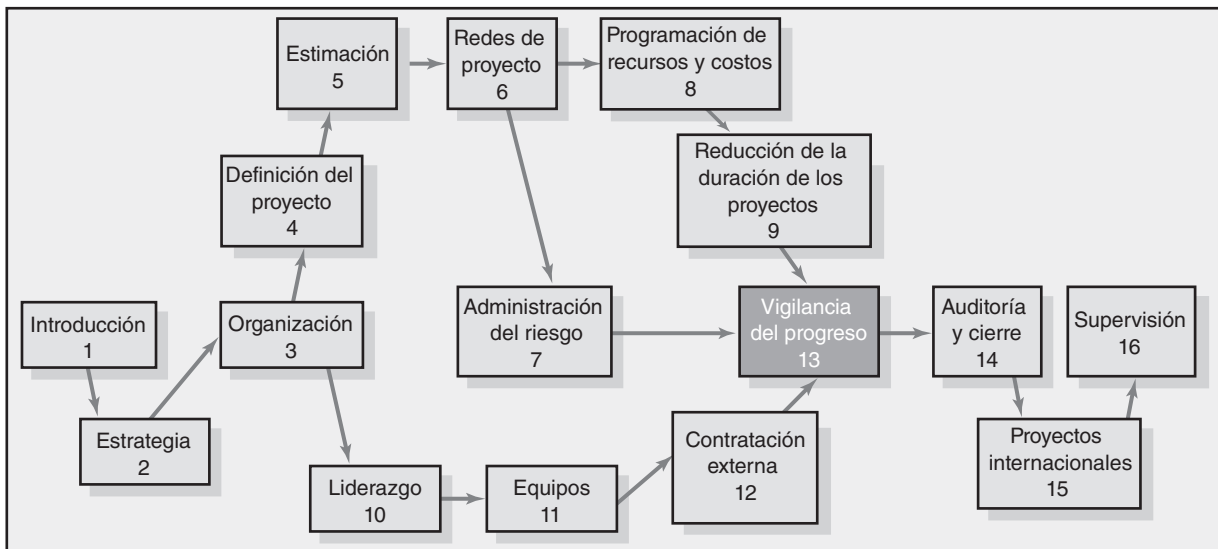 Estimación
5
Redes de
proyecto
6
Programación de
recursos y costos
8
Reducción de la
duración de los
proyectos
9
Definición del
proyecto
4
Introducción
1
Organización
3
Administración
del riesgo
7
Vigilancia
del progreso
13
Auditoría
y cierre
14
Supervisión
16
Estrategia
2
Liderazgo
10
Equipos
11
Contratación
externa
12
Proyectos
internacionales
15